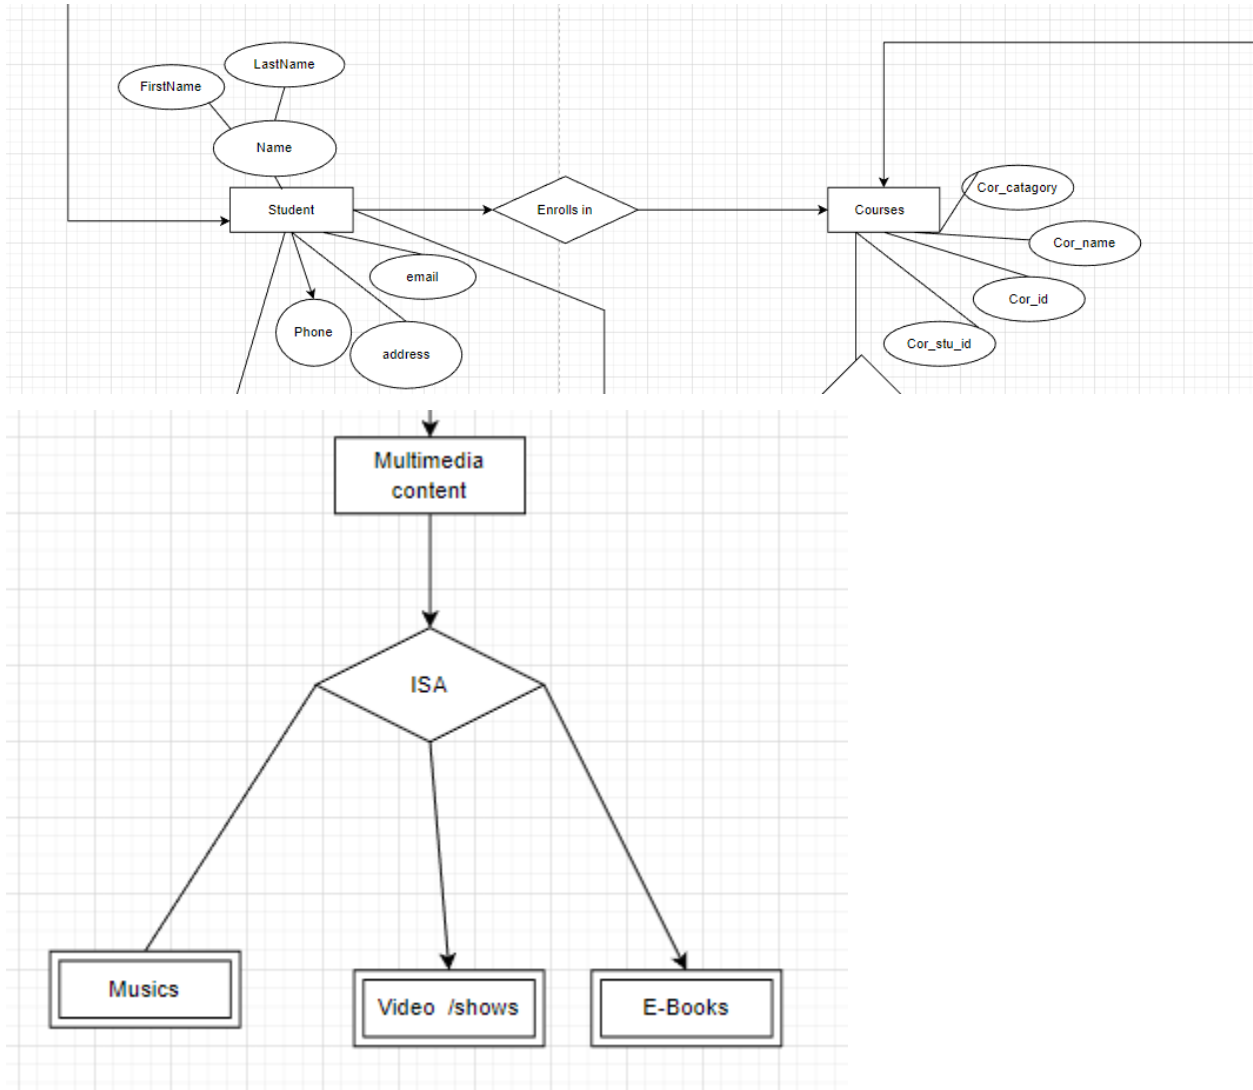 LastName
FirstName
Name
Student
Enrolls in
Courses
Cor_catagory
Cor_name
email
Cor_id
Phone
address
Cor_stu_id
Multimedia
content
ISA
Musics
Video /shows
E-Books